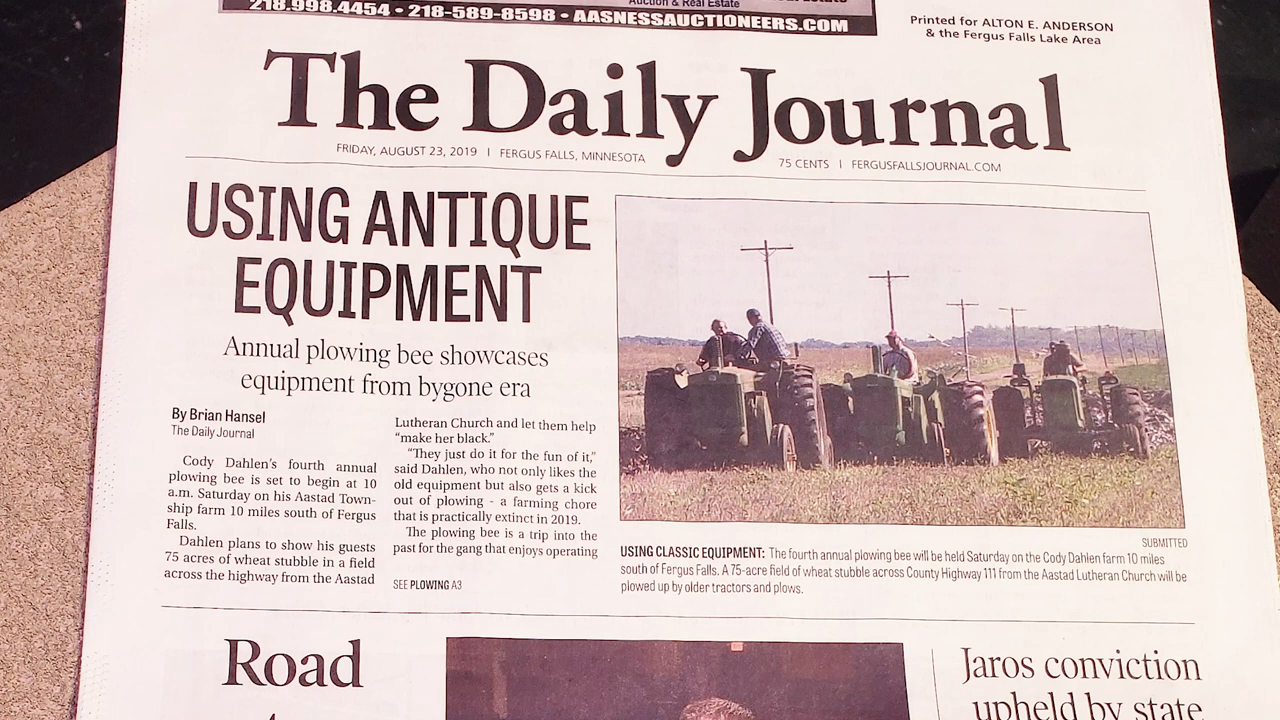 Auction & Real Estate
218.998.4454 • 218-589-8598 • AASNESSAUCTIONEERS.COM
Printed for ALTON E. ANDERSON
& the Fergus Falls Lake Area
The Daily Journal
FRIDAY, AUGUST 23, 2019 | FERGUS FALLS, MINNESOTA
75 CENTS | FERGUSFALLSJOURNAL.COM
USING ANTIQUE
EQUIPMENT
Annual plowing bee showcases
equipment from bygone era
By Brian Hansel
The Daily Journal
Cody Dahlen's fourth annual
plowing bee is set to begin at 10
a.m. Saturday on his Aastad Town-
ship farm 10 miles south of Fergus
Falls.
Dahlen plans to show his guests
75 acres of wheat stubble in a field
across the highway from the Aastad
Lutheran Church and let them help
"make her black."
"They just do it for the fun of it,"
said Dahlen, who not only likes the
old equipment but also gets a kick
out of plowing - a farming chore
that is practically extinct in 2019.
The plowing bee is a trip into the
past for the gang that enjoys operating
SEE PLOWING A3
SUBMITTED
USING CLASSIC EQUIPMENT: The fourth annual plowing bee will be held Saturday on the Cody Dahlen farm 10 miles
south of Fergus Falls. A 75-acre field of wheat stubble across County Highway 111 from the Aastad Lutheran Church will be
plowed up by older tractors and plows.
Road
Jaros conviction
upheld by state